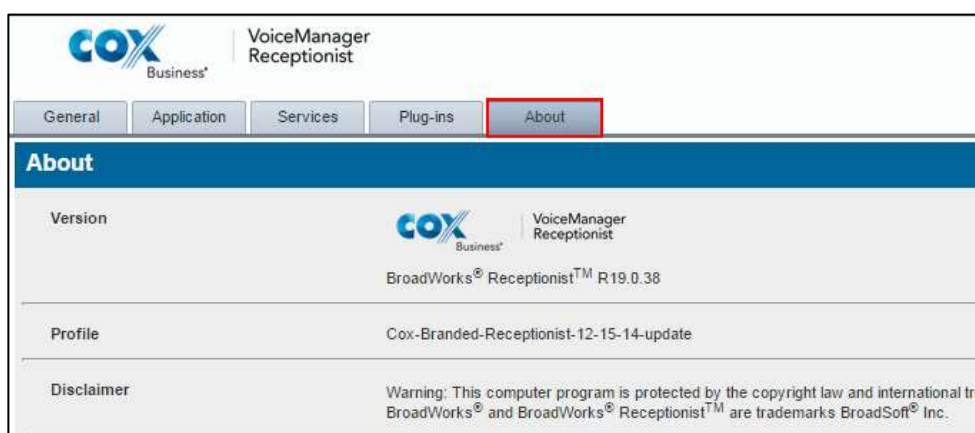 COX Business® VoiceManager Receptionist
General Application Services Plug-ins About
About
Version
COX Business® VoiceManager Receptionist
BroadWorks® Receptionist™ R19.0.38
Profile Cox-Branded-Receptionist-12-15-14-update
Disclaimer Warning: This computer program is protected by the copyright law and international
BroadWorks® and BroadWorks® Receptionist™ are trademarks BroadSoft® Inc.